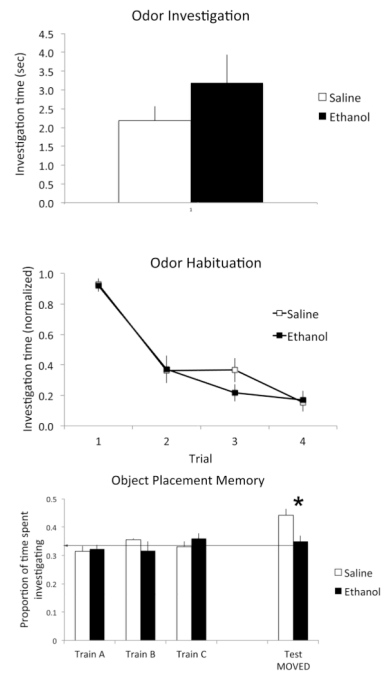 Odor Investigation
Investigation time (sec)
4.5
4.0
3.5
3.0
2.5
2.0
1.5
1.0
0.5
0.0
Saline
Ethanol
Odor Habituation
Investigation time (normalized)
1.0
0.8
0.6
0.4
0.2
0.0
1 2 3 4
Trial
Saline
Ethanol
Object Placement Memory
Proportion of time spent
investigating
0.5
0.4
0.3
0.2
0.1
0
*
Train A Train B Train C Test
MOVED
Saline
Ethanol